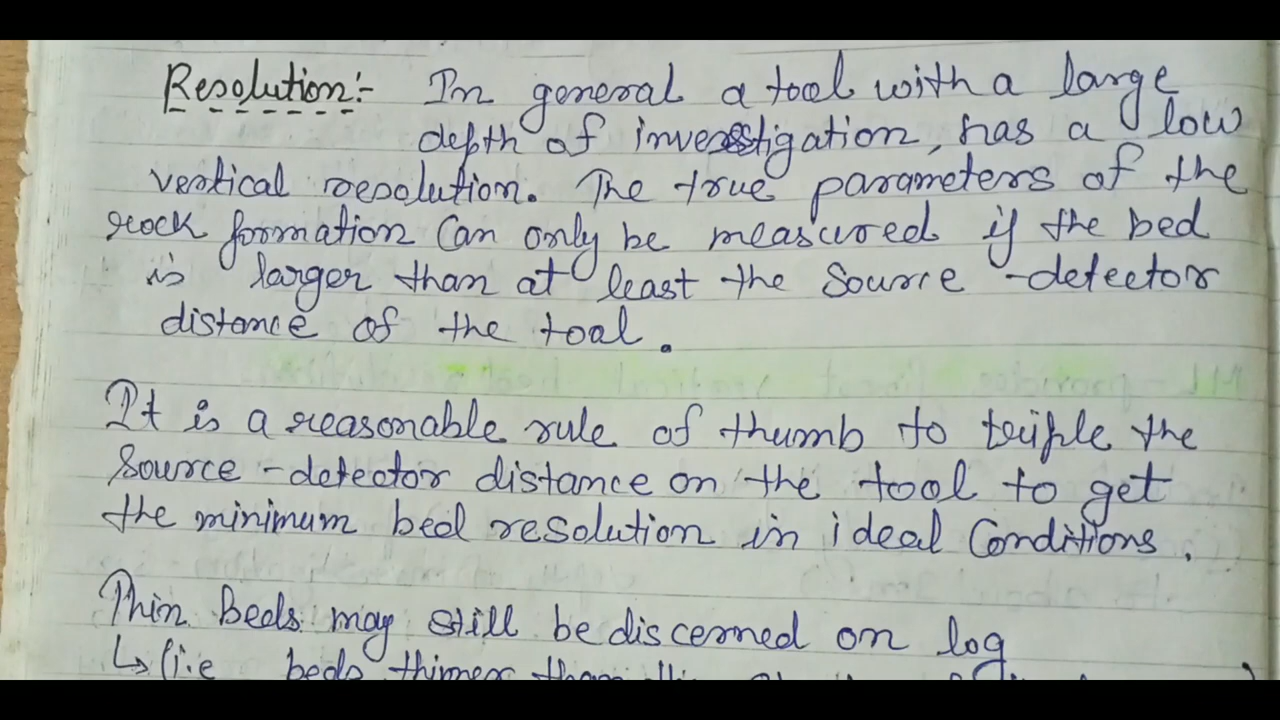 Resolution:- In general a tool with a large
depth of investigation, has a low
vertical resolution. The true parameters of the
rock formation Can only be measured if the bed
is larger than at least the Source-detector
distance of the tool.
It is a reasonable rule of thumb to triple the
Source-detector distance on the tool to get
the minimum bed resolution in ideal Conditions.
Thin Beds may still be discerned on log
↳ (i.e beds thinner than